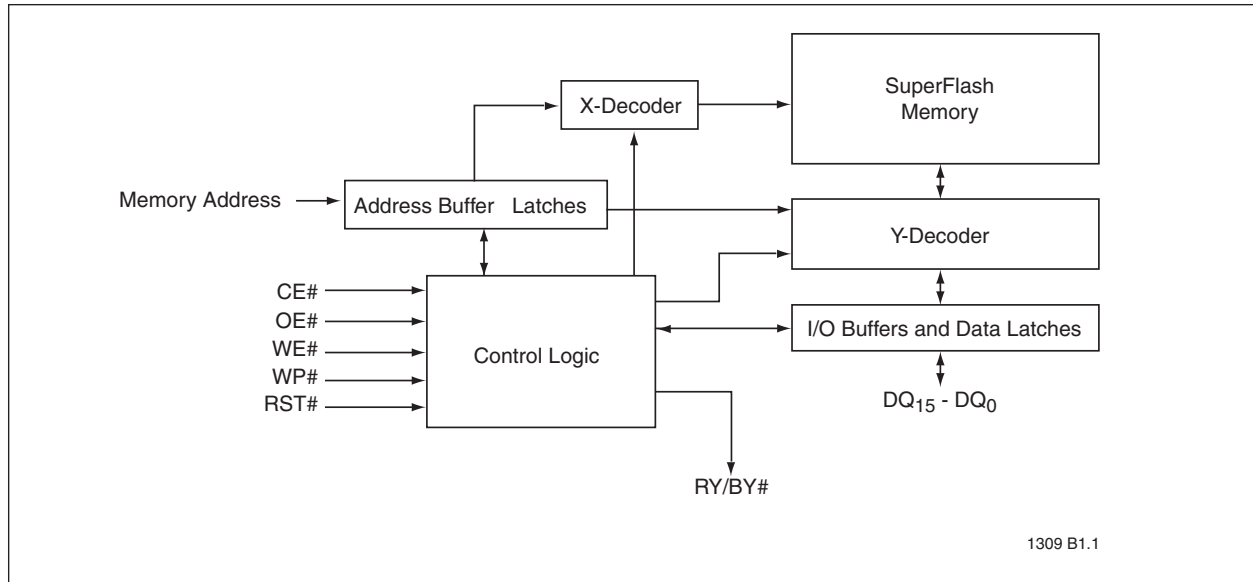 SuperFlash
Memory
X-Decoder
Memory Address
Address Buffer Latches
Y-Decoder
CE#
OE#
WE#
WP#
RST#
Control Logic
I/O Buffers and Data Latches
DQ15 - DQ0
RY/BY#
1309 B1.1